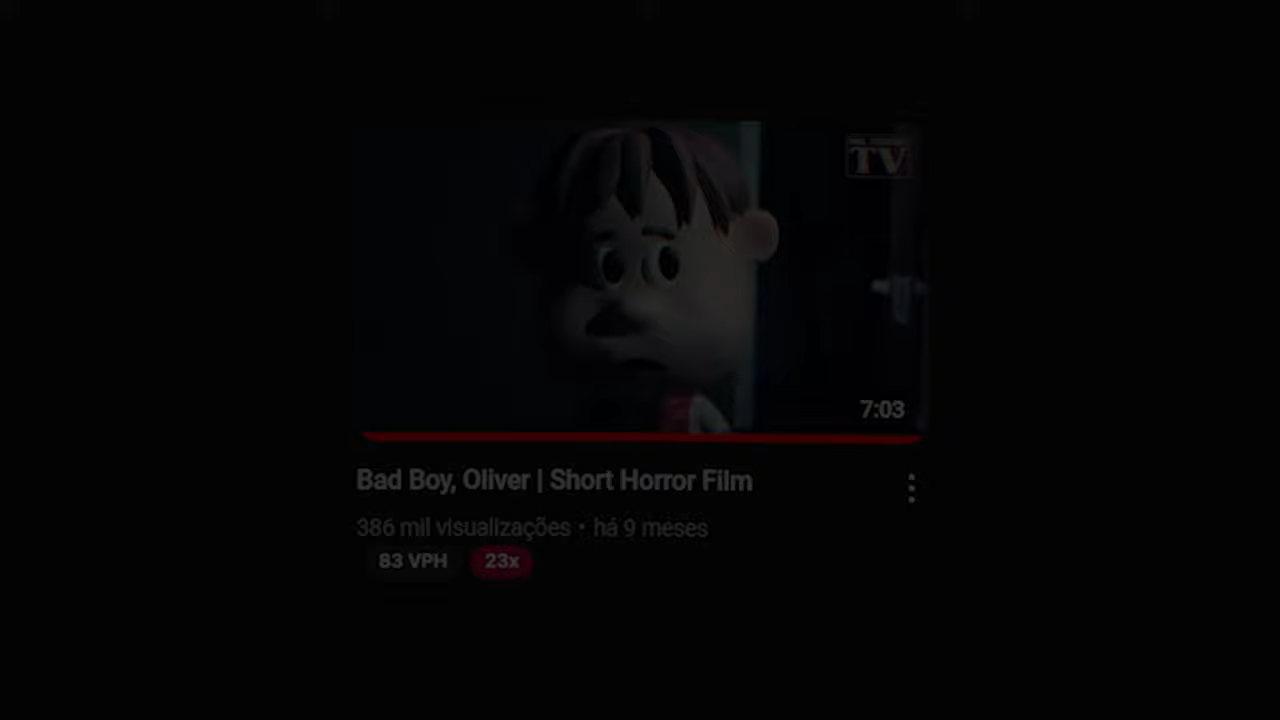 TV
7:03
Bad Boy, Oliver | Short Horror Film
386 mil visualizações • há 9 meses
83 VPH 23x